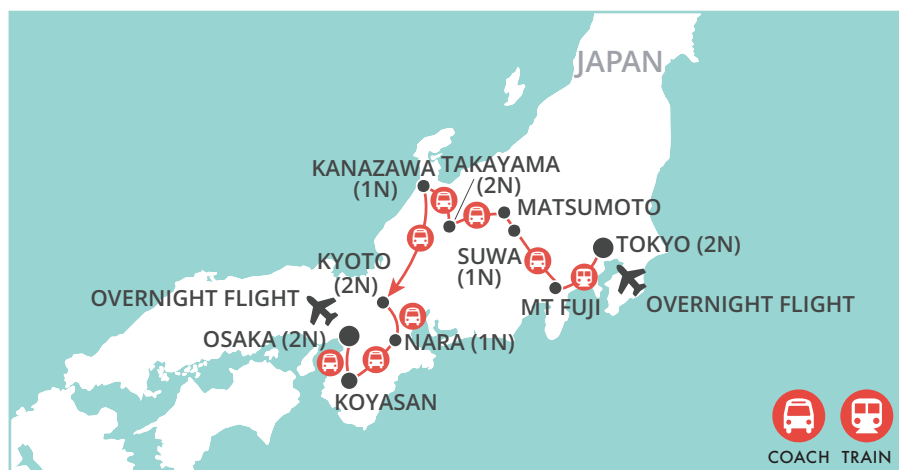 JAPAN
KANAZAWA
(1N)
TAKAYAMA
(2N)
MATSUMOTO
TOKYO (2N)
SUWA
(1N)
KYOTO
(2N)
MT FUJI
OVERNIGHT FLIGHT
OVERNIGHT FLIGHT
OSAKA (2N)
NARA (1N)
KOYASAN
COACH
TRAIN